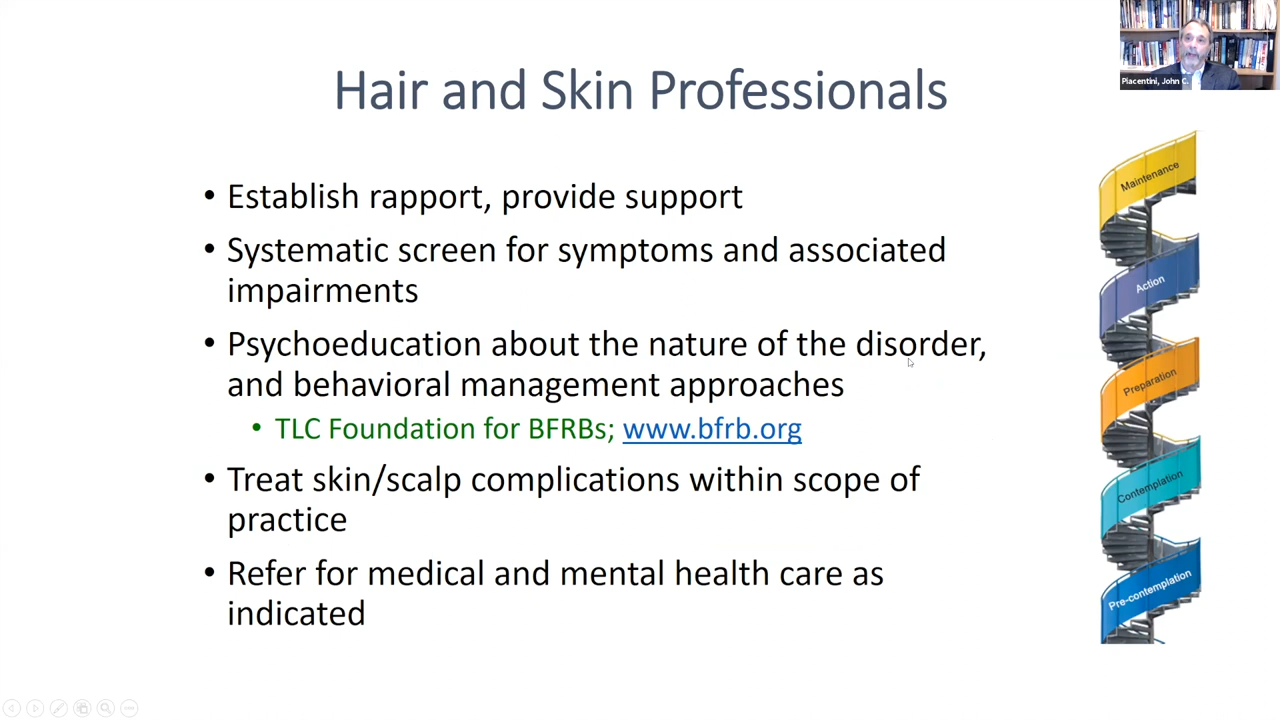 Piacentini, John C.
Hair and Skin Professionals
• Establish rapport, provide support
• Systematic screen for symptoms and associated
impairments
• Psychoeducation about the nature of the disorder,
and behavioral management approaches
• TLC Foundation for BFRBs; www.bfrb.org
• Treat skin/scalp complications within scope of
practice
• Refer for medical and mental health care as
indicated
Maintenance
Action
Preparation
Contemplation
Pre-contemplation